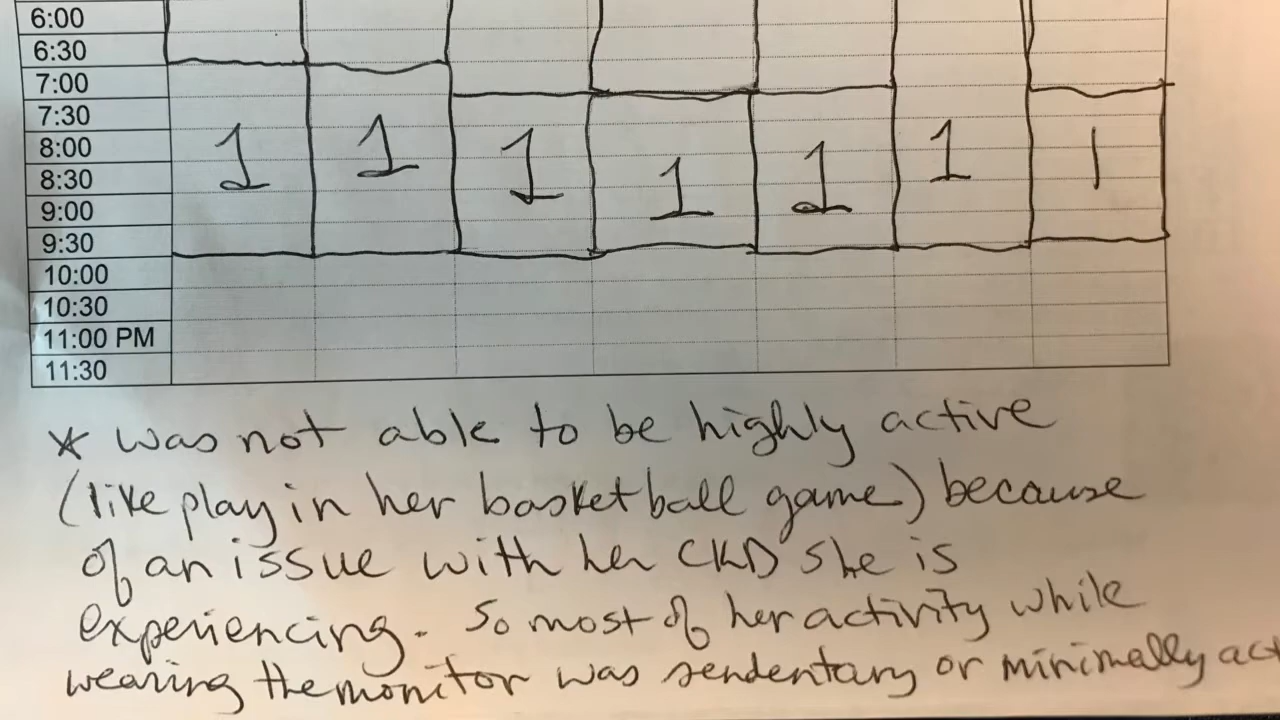 6:00
6:30
7:00
7:30
8:00
8:30
9:00
9:30
10:00
10:30
11:00 PM
11:30
1 1 1 1 1 1 1
* was not able to be highly active
(like play in her basketball game) because
of an issue with her CKD she is
experiencing. So most of her activity while
wearing the monitor was sendentary or minimally act